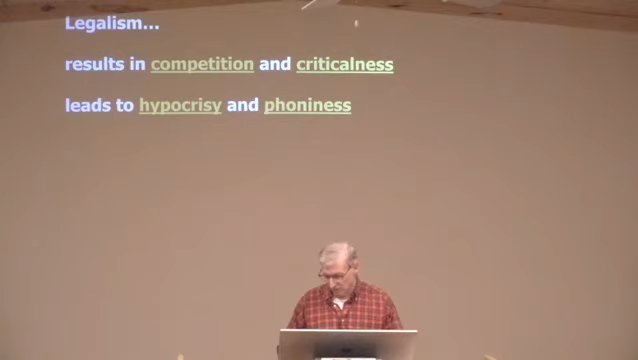 Legalism...
results in competition and criticalness
leads to hypocrisy and phoniness